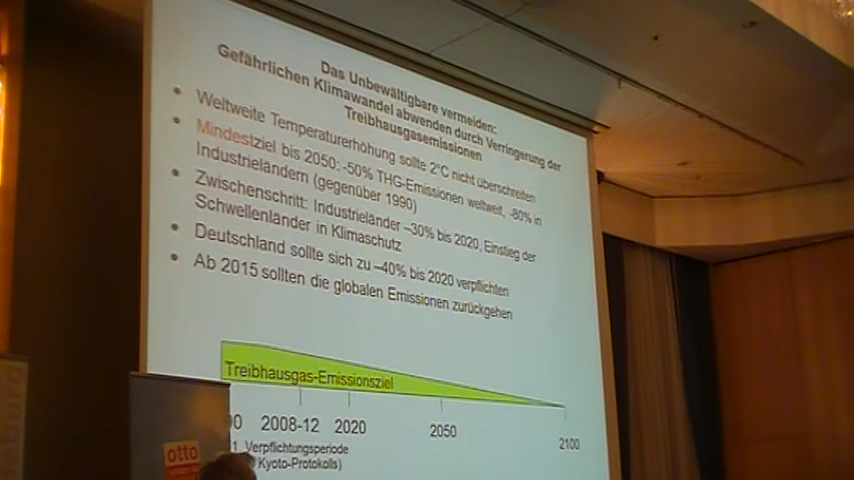 Das Unbewältigbare vermeiden:
Gefährlichen Klimawandel abwenden durch Verringerung der
Treibhausgasemissionen
• Weltweite Temperaturerhöhung sollte 2°C nicht überschreiten
• Mindestziel bis 2050: -50% THG-Emissionen weltweit, -80% in
Industrieländern (gegenüber 1990)
• Zwischenschritt: Industrieländer –30% bis 2020, Einstieg der
Schwellenländer in Klimaschutz
• Deutschland sollte sich zu –40% bis 2020 verpflichten
• Ab 2015 sollten die globalen Emissionen zurückgehen
Treibhausgas-Emissionsziel
2008-12 2020 2050 2100
1. Verpflichtungsperiode
Kyoto-Protokolls)
otto